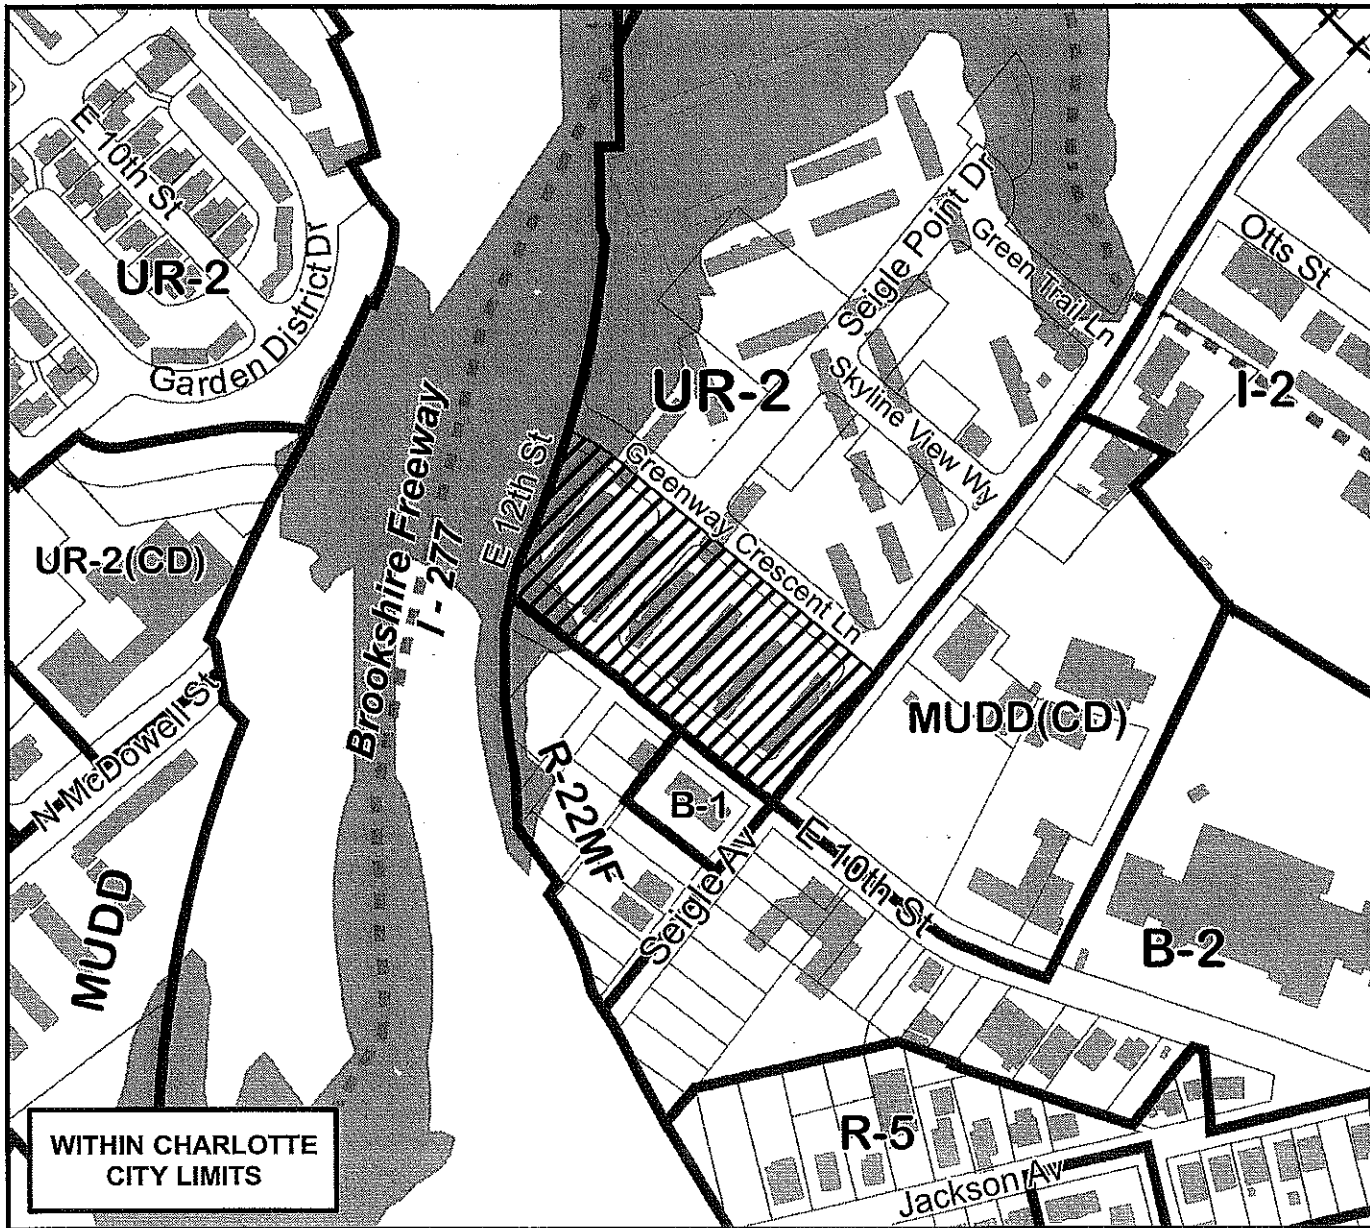 E 10th St
UR-2
Garden District Dr
UR-2(CD)
N McDowell St
MUDD
Brookshire Freeway
I - 277
E 12th St
UR-2
Seigle Point Dr
Green Trail Ln
Skyline View Wy
Greenway Crescent Ln
Otts St
I-2
MUDD(CD)
R-22MF
B-1
Seigle Av
E 10th St
B-2
R-5
Jackson Av
WITHIN CHARLOTTE
CITY LIMITS